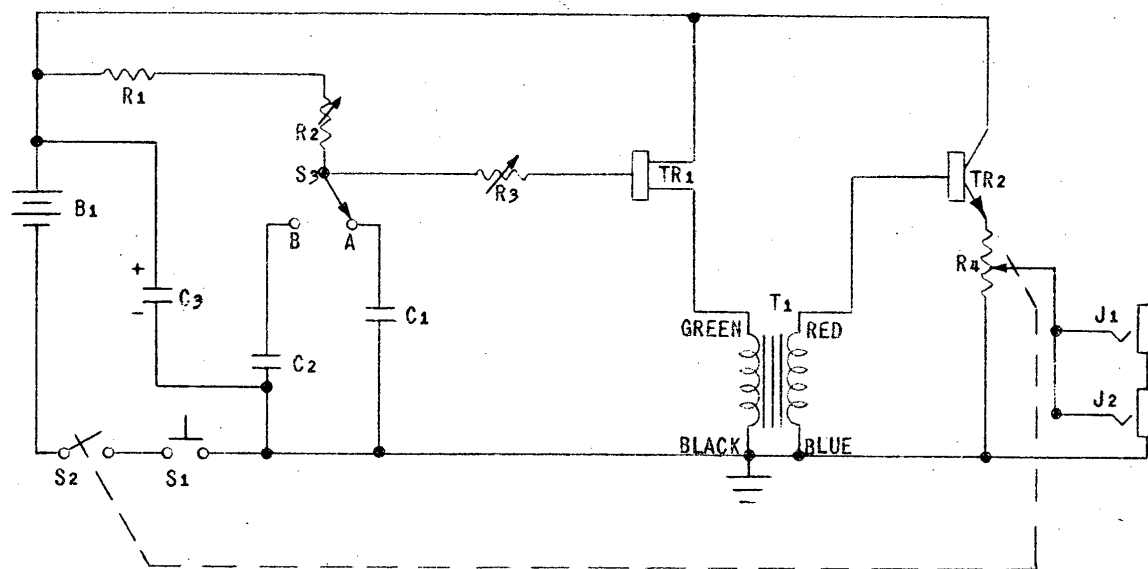 R1
R2
S3
R3
TR1
TR2
B1
B
A
R4
+
C3
-
C1
T1
GREEN
RED
J1
C2
J2
BLACK
BLUE
S2
S1